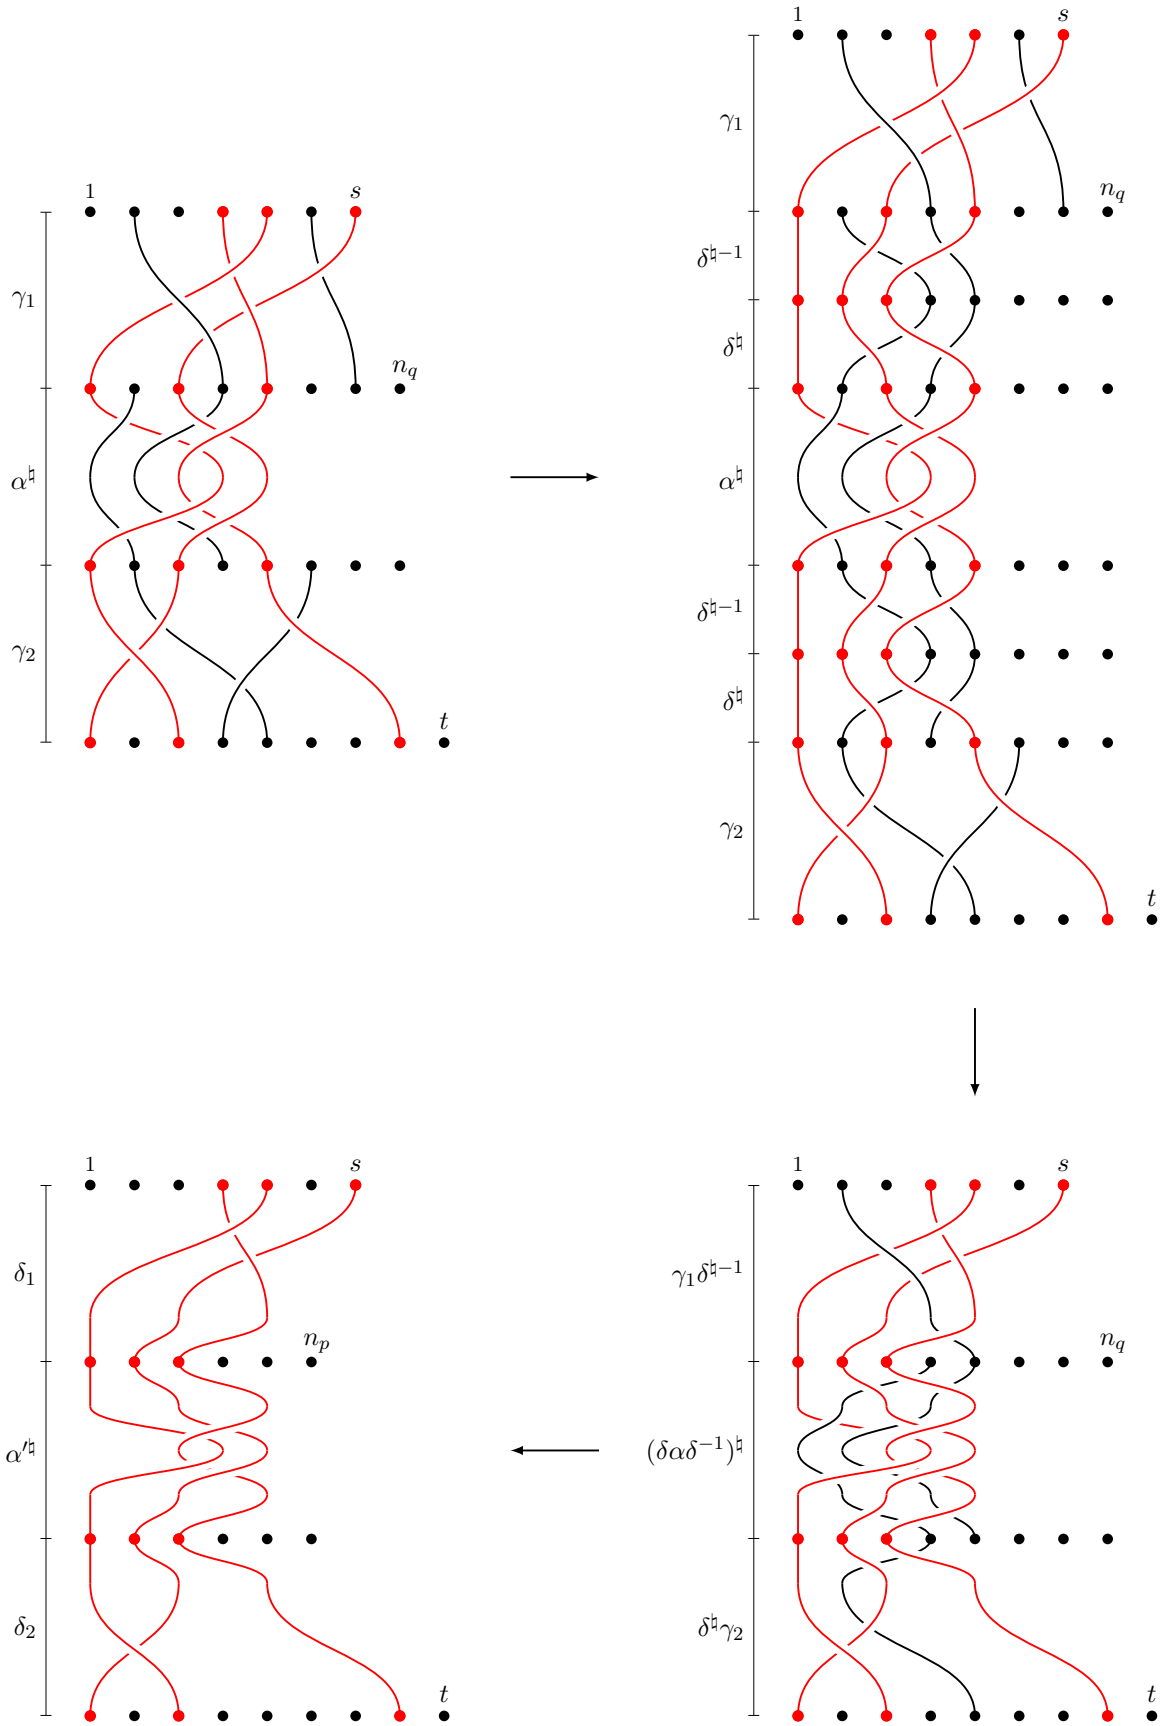 1 s
γ₁
n_q
α^♮
γ₂
t
1 s
γ₁
n_q
δ^{♮−1}
δ^♮
α^♮
δ^{♮−1}
δ^♮
γ₂
t
1 s
δ₁
n_p
α′^♮
δ₂
t
1 s
γ₁δ^{♮−1}
n_q
(δαδ^{−1})^♮
δ^♮γ₂
t